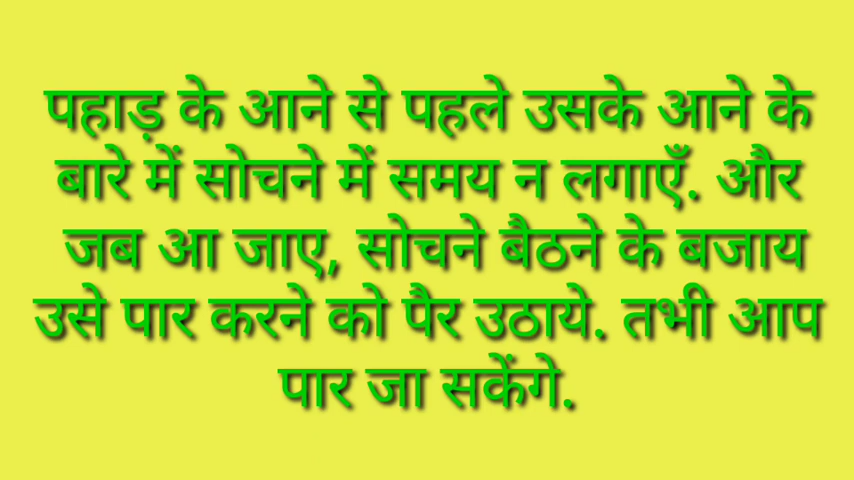 पहाड़ के आने से पहले उसके आने के
बारे में सोचने में समय न लगाएँ. और
जब आ जाए, सोचने बैठने के बजाय
उसे पार करने को पैर उठाये. तभी आप
पार जा सकेंगे.